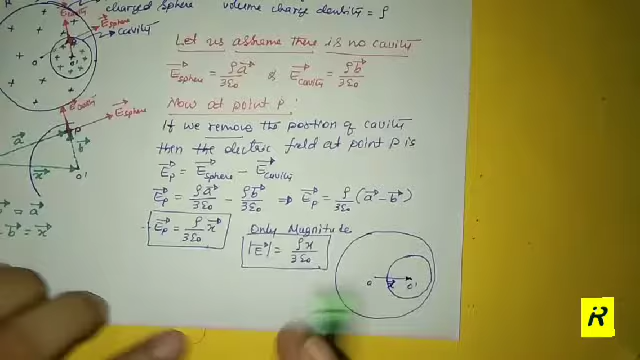 charged sphere volume charge density = ρ
E⃗sphere
cavity
Let us assume there is no cavity
E⃗sphere = ρa⃗/3ε₀ & E⃗cavity = ρb⃗/3ε₀
Now at point P:
If we remove the portion of cavity
then the electric field at point P is
E⃗P = E⃗sphere - E⃗cavity
E⃗P = ρa⃗/3ε₀ - ρb⃗/3ε₀ ⇒ E⃗P = ρ/3ε₀ (a⃗ - b⃗)
E⃗P = ρ/3ε₀ x⃗
Only Magnitude
|E⃗| = ρx/3ε₀
E⃗sphere
P
a⃗
b⃗
x⃗
O'
= a⃗
- b⃗ = x⃗
O x O'
R